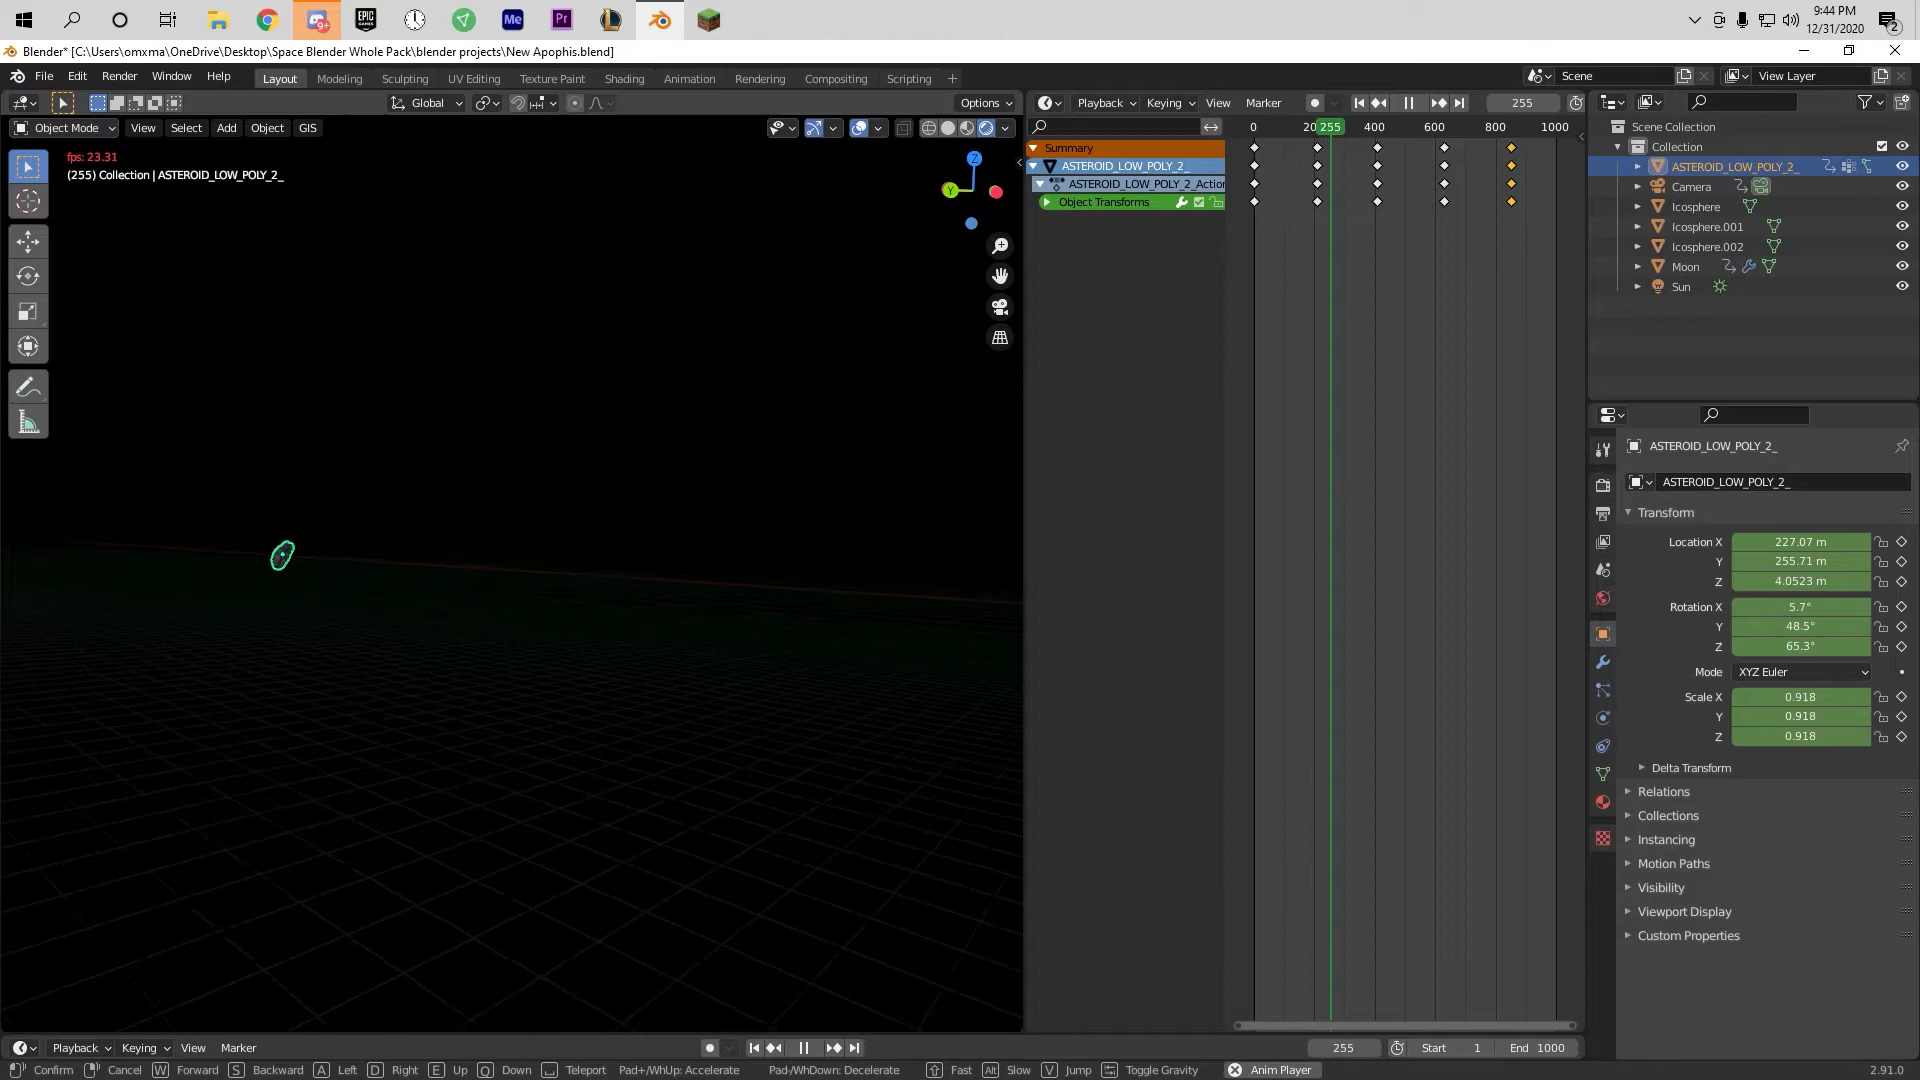 9+
EPIC GAMES
Me
Pr
9:44 PM
12/31/2020
2
Blender* [C:\Users\omxma\OneDrive\Desktop\Space Blender Whole Pack\blender projects\New Apophis.blend]
File Edit Render Window Help
Layout Modeling Sculpting UV Editing Texture Paint Shading Animation Rendering Compositing Scripting +
Scene
View Layer
Global
Options
Playback Keying View Marker
255
Object Mode View Select Add Object GIS
0 20 255 400 600 800 1000
Scene Collection
Collection
ASTEROID_LOW_POLY_2_
Camera
Icosphere
Icosphere.001
Icosphere.002
Moon
Sun
fps: 23.31
(255) Collection | ASTEROID_LOW_POLY_2_
Z
Y
Summary
ASTEROID_LOW_POLY_2_
ASTEROID_LOW_POLY_2_Action
Object Transforms
ASTEROID_LOW_POLY_2_
ASTEROID_LOW_POLY_2_
Transform
Location X 227.07 m
Y 255.71 m
Z 4.0523 m
Rotation X 5.7°
Y 48.5°
Z 65.3°
Mode XYZ Euler
Scale X 0.918
Y 0.918
Z 0.918
Delta Transform
Relations
Collections
Instancing
Motion Paths
Visibility
Viewport Display
Custom Properties
Playback Keying View Marker
255
Start 1
End 1000
Confirm Cancel W Forward S Backward A Left D Right E Up Q Down Teleport Pad+/WhUp: Accelerate Pad-/WhDown: Decelerate Fast Alt Slow V Jump Toggle Gravity Anim Player
2.91.0